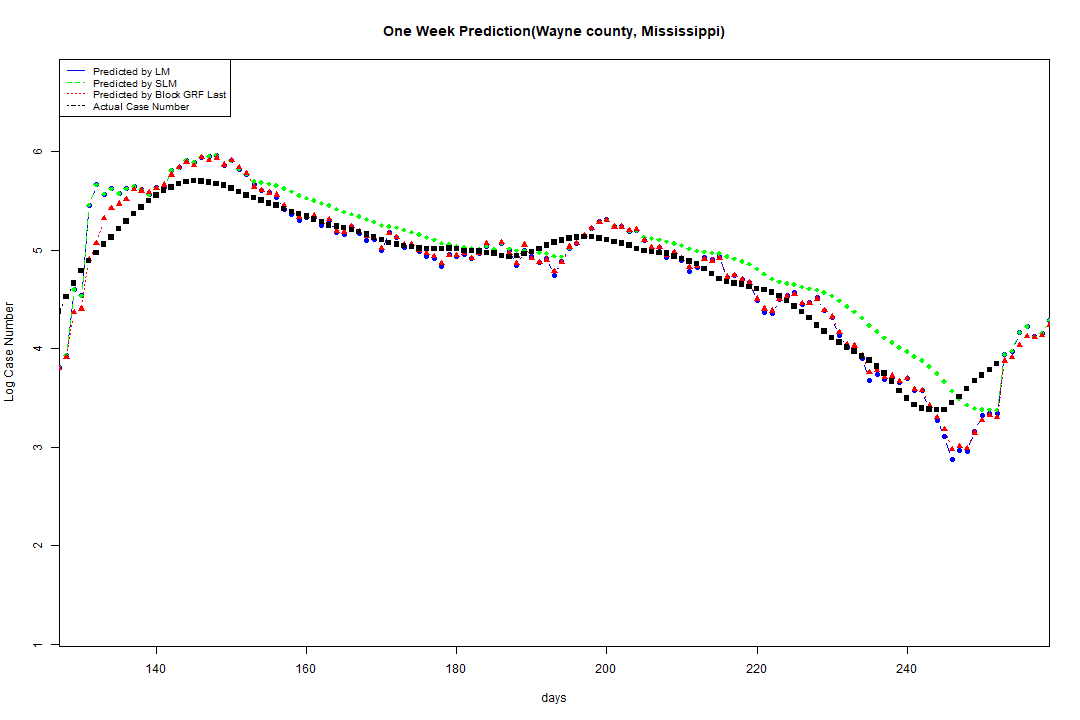 One Week Prediction(Wayne county, Mississippi)
Predicted by LM
Predicted by SLM
Predicted by Block GRF Last
Actual Case Number
Log Case Number
6
5
4
3
2
1
140 160 180 200 220 240
days